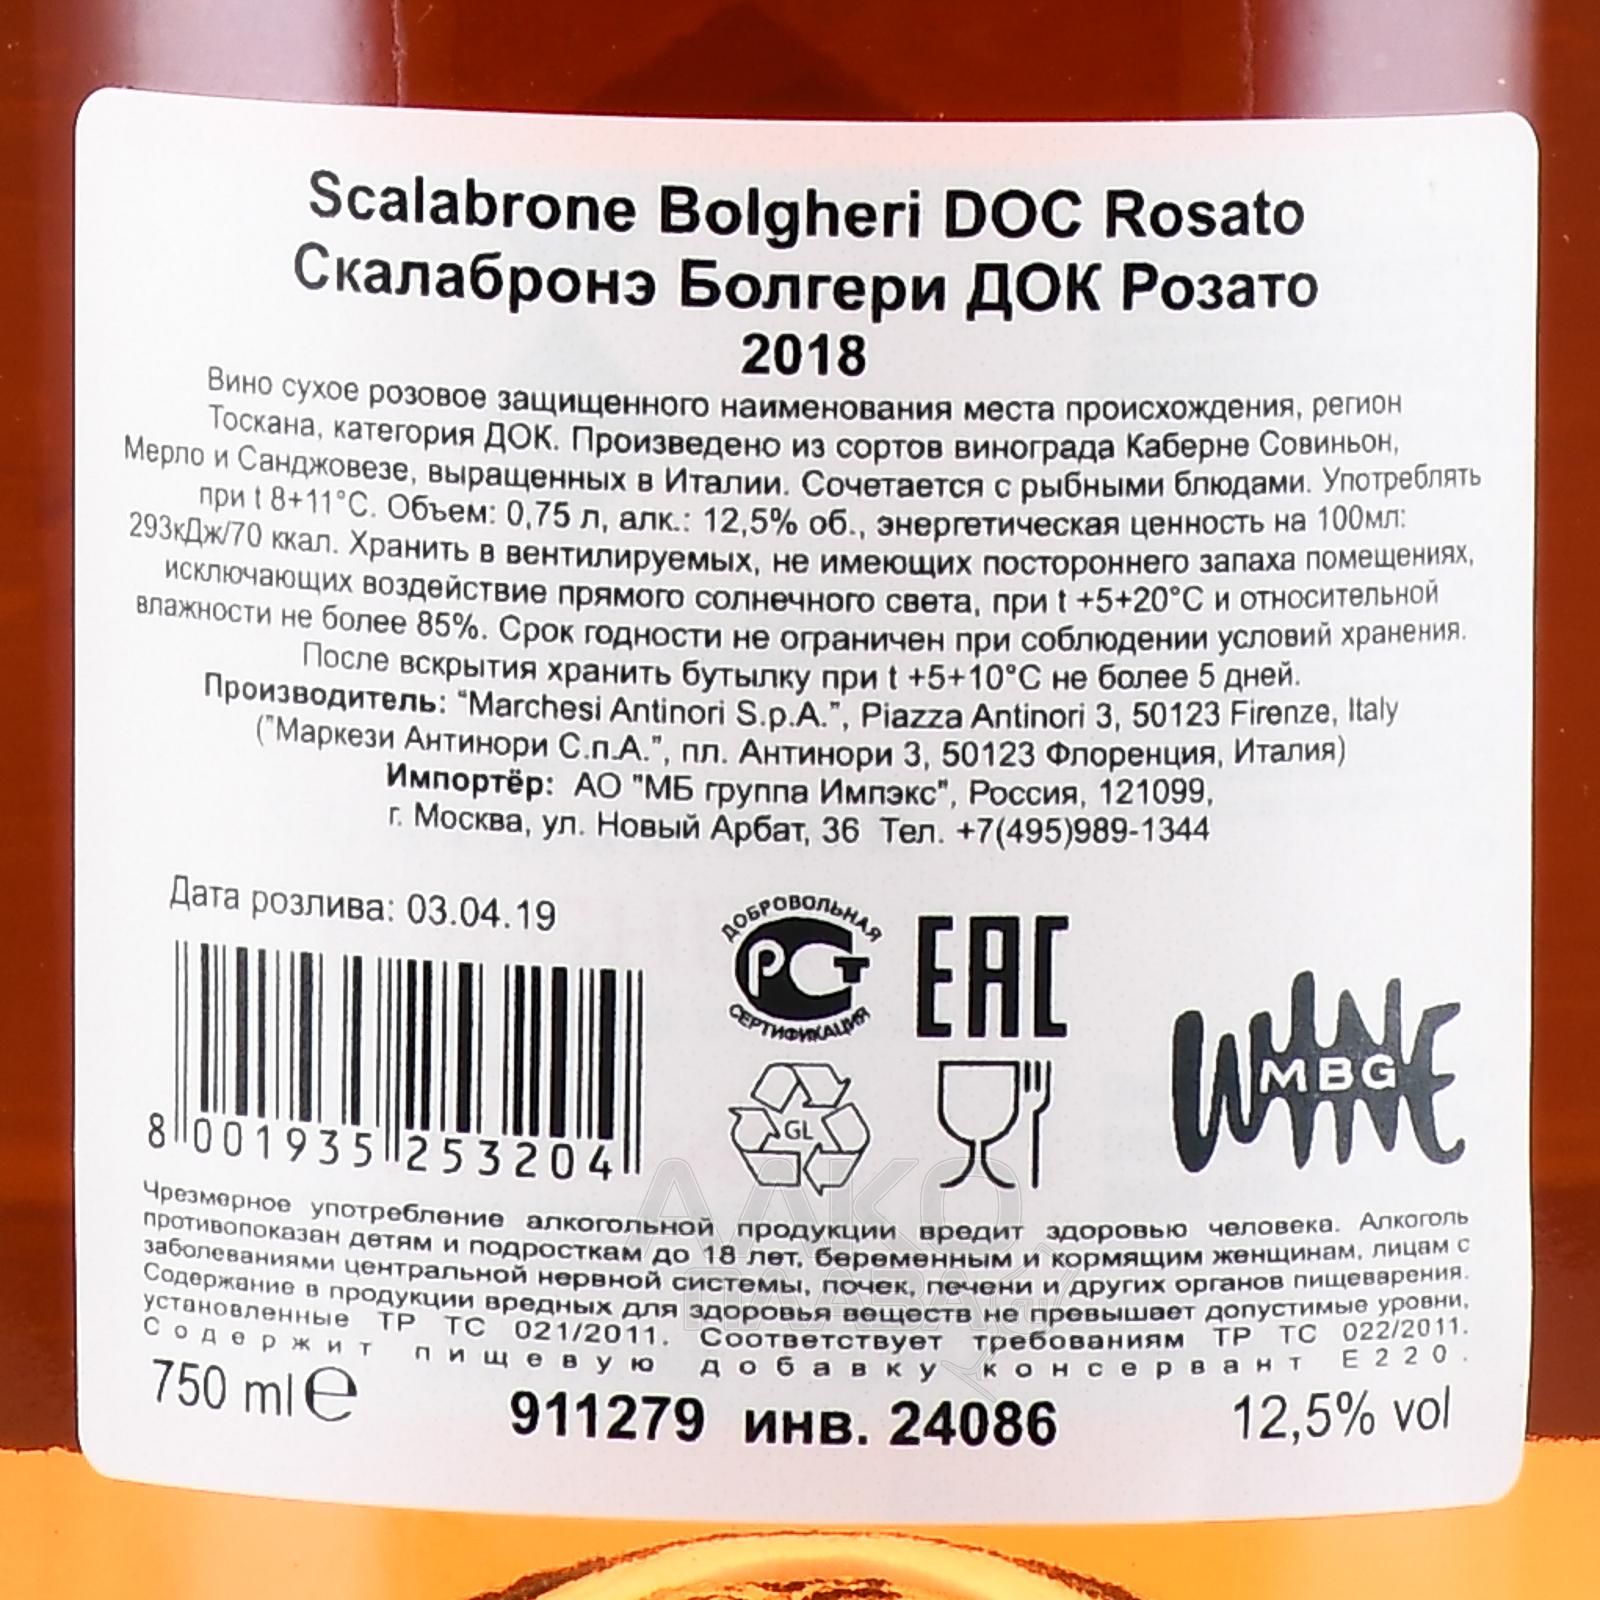 Scalabrone Bolgheri DOC Rosato
Скалабронэ Болгери ДОК Розато
2018
Вино сухое розовое защищенного наименования места происхождения, регион
Тоскана, категория ДОК. Произведено из сортов винограда Каберне Совиньон,
Мерло и Санджовезе, выращенных в Италии. Сочетается с рыбными блюдами. Употреблять
при t 8+11°С. Объем: 0,75 л, алк.: 12,5% об., энергетическая ценность на 100мл:
293кДж/70 ккал. Хранить в вентилируемых, не имеющих постороннего запаха помещениях,
исключающих воздействие прямого солнечного света, при t +5+20°С и относительной
влажности не более 85%. Срок годности не ограничен при соблюдении условий хранения.
После вскрытия хранить бутылку при t +5+10°С не более 5 дней.
Производитель: “Marchesi Antinori S.p.A.”, Piazza Antinori 3, 50123 Firenze, Italy
("Маркези Антинори С.п.А.", пл. Антинори 3, 50123 Флоренция, Италия)
Импортёр: АО "МБ группа Импэкс", Россия, 121099,
г. Москва, ул. Новый Арбат, 36 Тел. +7(495)989-1344
Дата розлива: 03.04.19
ДОБРОВОЛЬНАЯ
РСТ
СЕРТИФИКАЦИЯ
EAC
GL
WINE
MBG
8 001935 253204
Чрезмерное употребление алкогольной продукции вредит здоровью человека. Алкоголь
противопоказан детям и подросткам до 18 лет, беременным и кормящим женщинам, лицам с
заболеваниями центральной нервной системы, почек, печени и других органов пищеварения.
Содержание в продукции вредных для здоровья веществ не превышает допустимые уровни,
установленные ТР ТС 021/2011. Соответствует требованиям ТР ТС 022/2011.
Содержит пищевую добавку консервант Е220.
750 ml e
911279 инв. 24086
12,5% vol